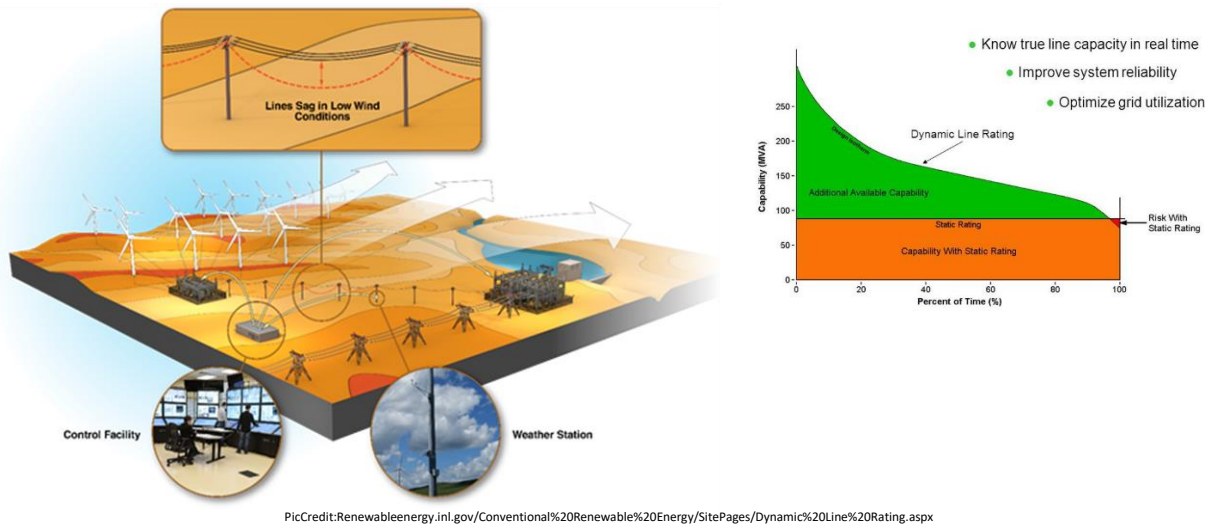 Lines Sag in Low Wind
Conditions
Control Facility
Weather Station
Know true line capacity in real time
Improve system reliability
Optimize grid utilization
Capability (MVA)
250
200
150
100
50
0
Dynamic Line Rating
Additional Available Capability
Static Rating
Capability With Static Rating
Risk With
Static Rating
0
20
40
60
80
100
Percent of Time (%)
PicCredit:Renewableenergy.inl.gov/Conventional%20Renewable%20Energy/SitePages/Dynamic%20Line%20Rating.aspx